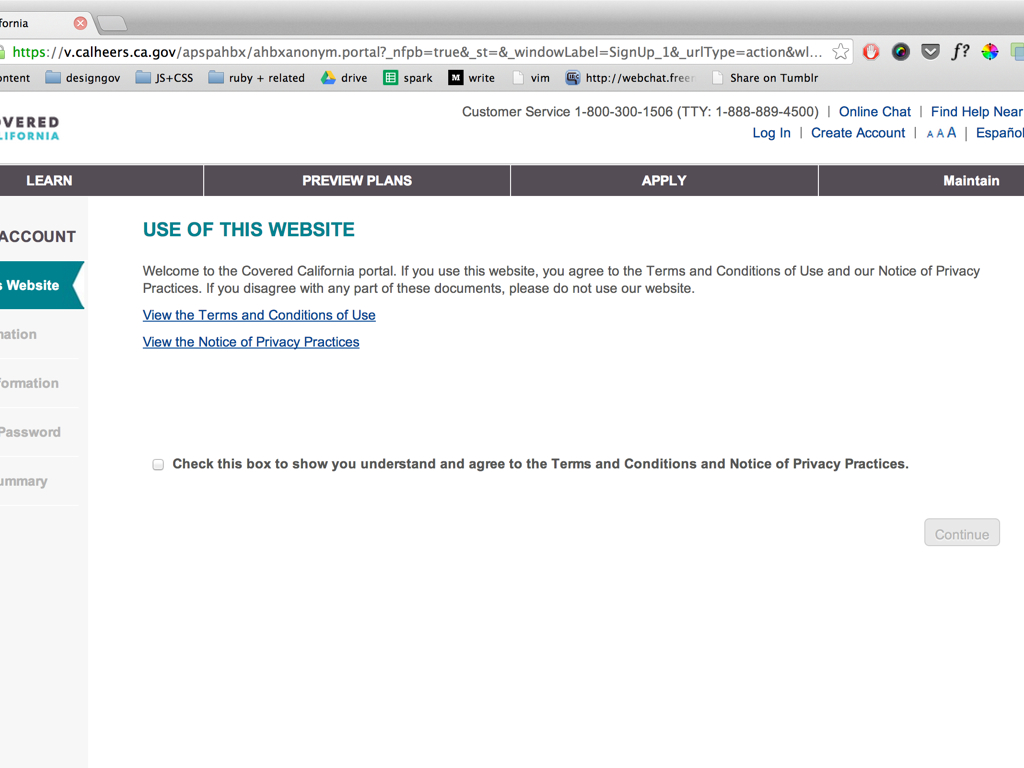 fornia
https://v.calheers.ca.gov/apspahbx/ahbxanonym.portal?_nfpb=true&_st=&_windowLabel=SignUp_1&_urlType=action&wl...
f?
ontent designgov JS+CSS ruby + related drive spark M write vim http://webchat.freen Share on Tumblr
OVERED
LIFORNIA
Customer Service 1-800-300-1506 (TTY: 1-888-889-4500) | Online Chat | Find Help Near
Log In | Create Account | A A A | Español
LEARN PREVIEW PLANS APPLY Maintain
ACCOUNT
s Website
mation
formation
Password
ummary
USE OF THIS WEBSITE
Welcome to the Covered California portal. If you use this website, you agree to the Terms and Conditions of Use and our Notice of Privacy
Practices. If you disagree with any part of these documents, please do not use our website.
View the Terms and Conditions of Use
View the Notice of Privacy Practices
Check this box to show you understand and agree to the Terms and Conditions and Notice of Privacy Practices.
Continue